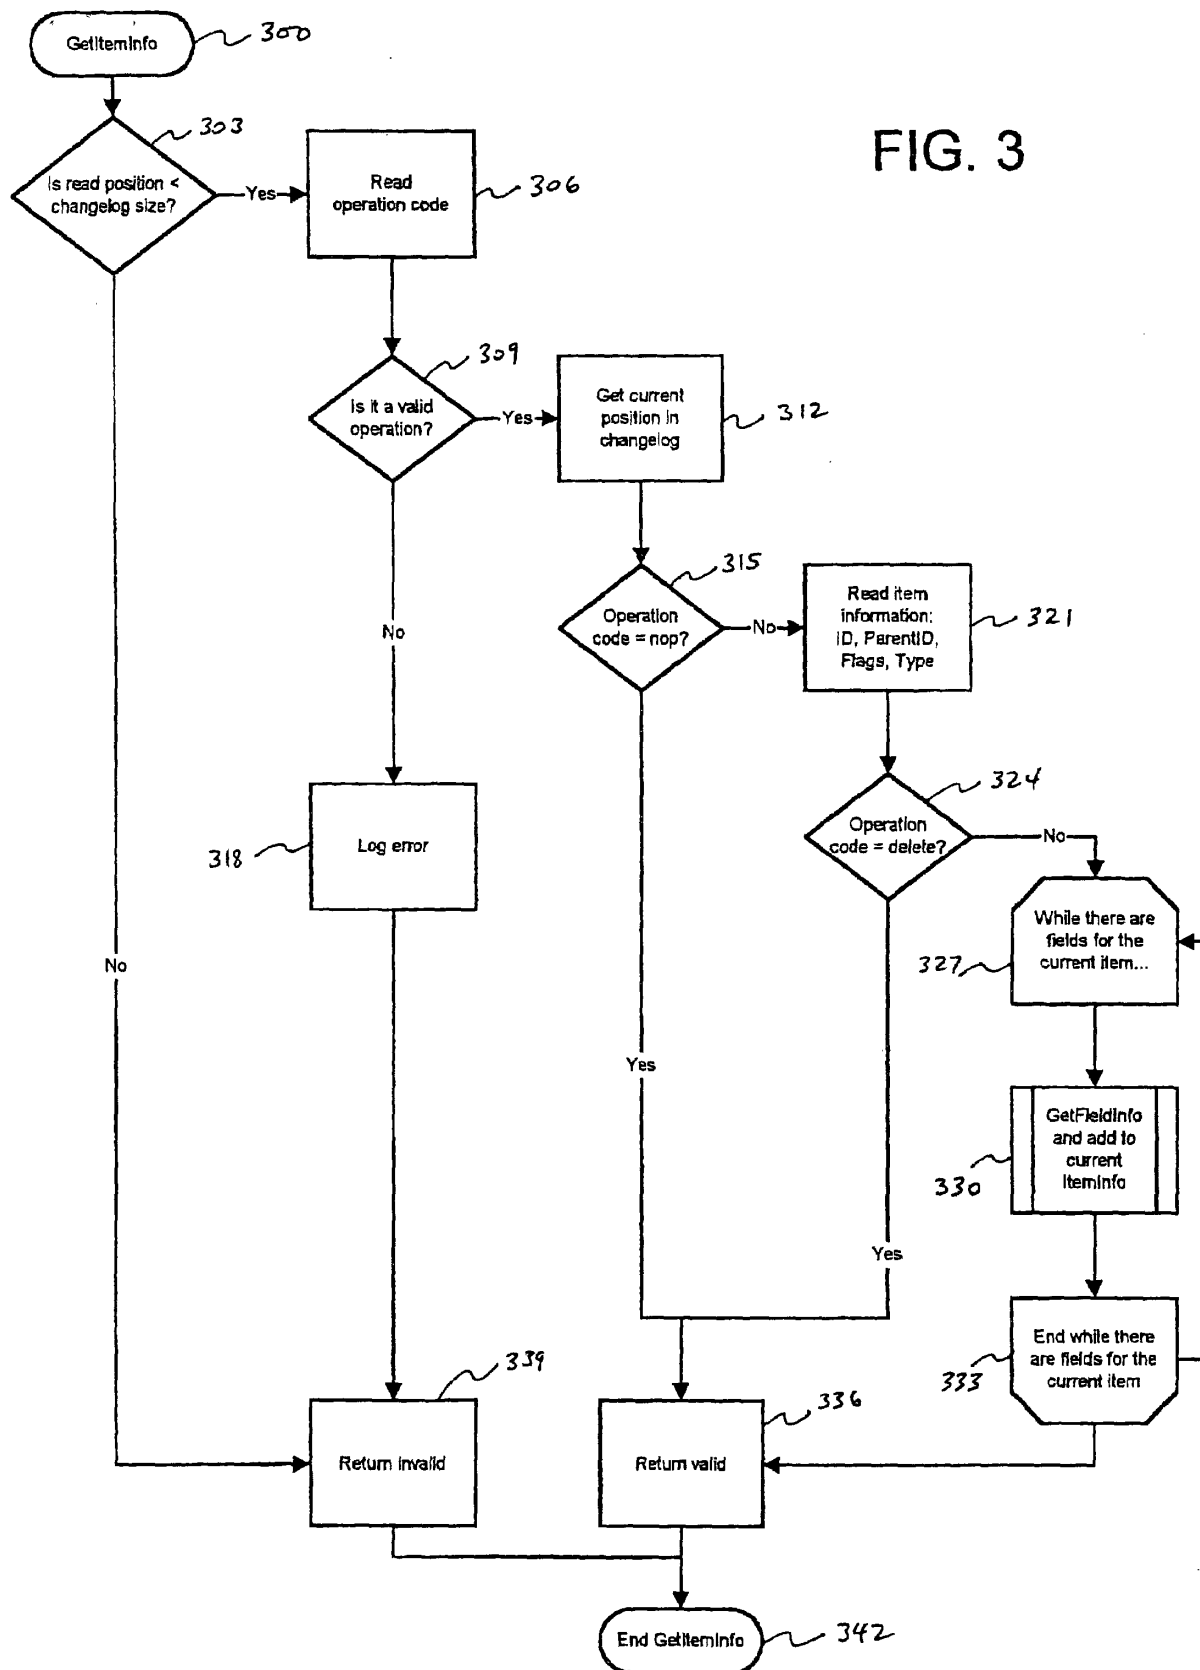 GetItemInfo
300
FIG. 3
303
Is read position <
changelog size?
Yes
Read
operation code
306
309
Is it a valid
operation?
Yes
Get current
position in
changelog
312
315
Operation
code = nop?
No
Read item
information:
ID, ParentID,
Flags, Type
321
No
324
Operation
code = delete?
No
318
Log error
While there are
fields for the
current item...
327
No
Yes
GetFieldInfo
and add to
current
ItemInfo
330
Yes
End while there
are fields for the
current item
333
339
Return invalid
336
Return valid
End GetItemInfo
342